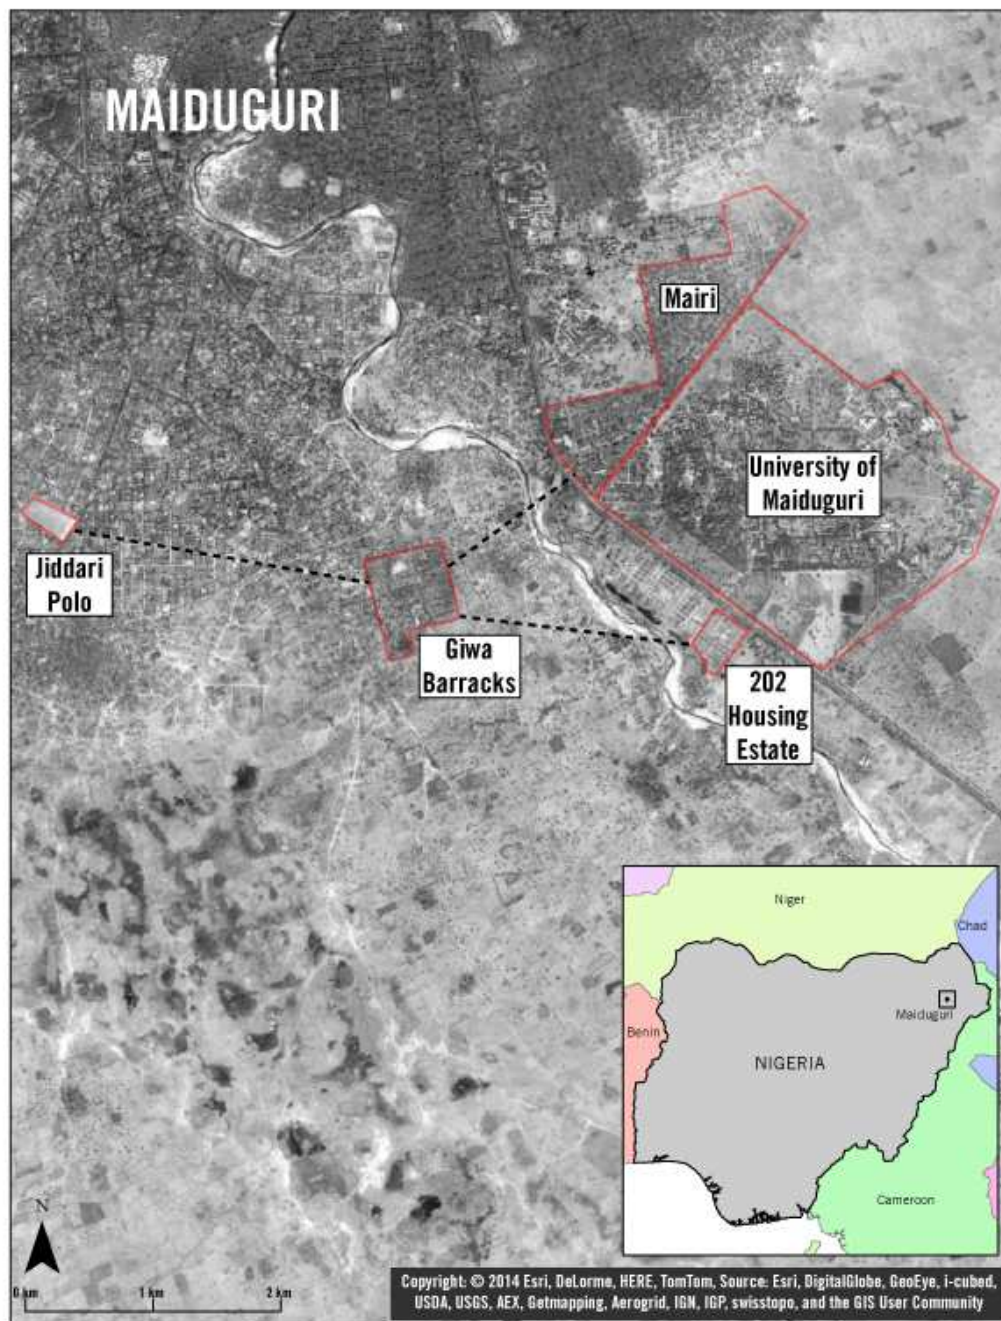 MAIDUGURI
Mairi
University of
Maiduguri
Jiddari
Polo
Giwa
Barracks
202
Housing
Estate
Niger
Chad
Maiduguri
Benin
NIGERIA
Cameroon
N
0 km
1 km
2 km
Copyright: © 2014 Esri, DeLorme, HERE, TomTom, Source: Esri, DigitalGlobe, GeoEye, i-cubed,
USDA, USGS, AEX, Getmapping, Aerogrid, IGN, IGP, swisstopo, and the GIS User Community